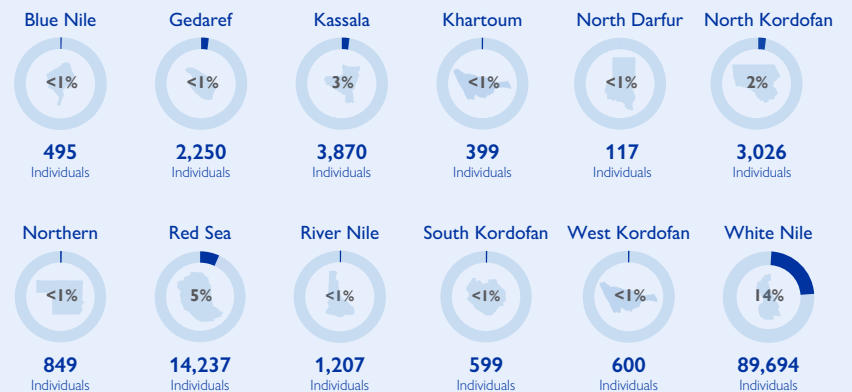 Blue Nile Gedaref Kassala Khartoum North Darfur North Kordofan
<1% <1% 3% <1% <1% 2%
495 2,250 3,870 399 117 3,026
Individuals Individuals Individuals Individuals Individuals Individuals
Northern Red Sea River Nile South Kordofan West Kordofan White Nile
<1% 5% <1% <1% <1% 14%
849 14,237 1,207 599 600 89,694
Individuals Individuals Individuals Individuals Individuals Individuals